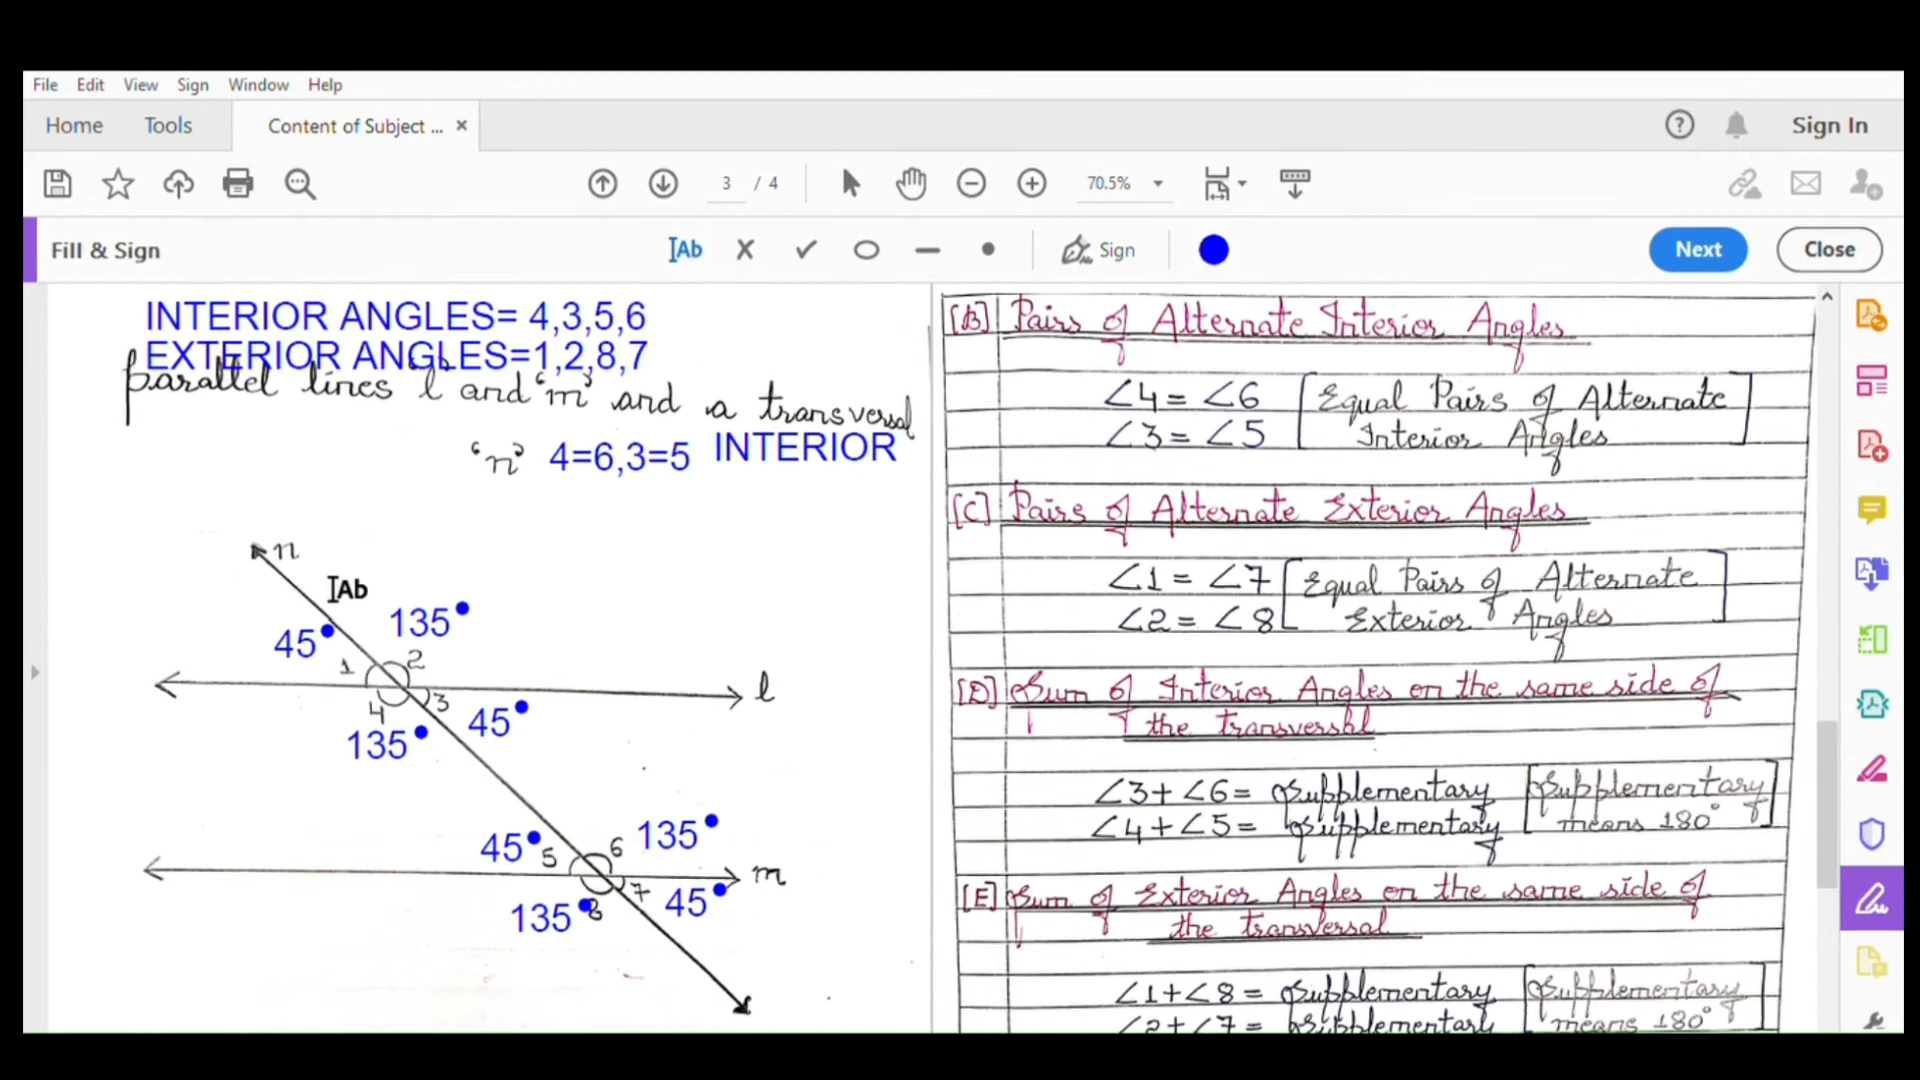 File Edit View Sign Window Help
Home Tools Content of Subject ... × Sign In
3 / 4 70.5%
Fill & Sign IAb Sign Next Close
INTERIOR ANGLES= 4,3,5,6
EXTERIOR ANGLES=1,2,8,7
parallel lines 'l' and 'm' and a transversal
'n' 4=6,3=5 INTERIOR
n
IAb
45 135
1 2
l
4 3
135 45
45 135
5 6
m
8 7
135 45
[B] Pairs of Alternate Interior Angles
∠4 = ∠6 [Equal Pairs of Alternate
∠3 = ∠5 Interior Angles]
[C] Pairs of Alternate Exterior Angles
∠1 = ∠7 [Equal Pairs of Alternate
∠2 = ∠8 Exterior Angles]
[D] Sum of Interior Angles on the same side of
the transversal
∠3+ ∠6 = Supplementary [Supplementary
∠4+ ∠5 = Supplementary means 180°]
[E] Sum of Exterior Angles on the same side of
the transversal
∠1+∠8 = Supplementary [Supplementary
∠2+∠7 = Supplementary means 180°